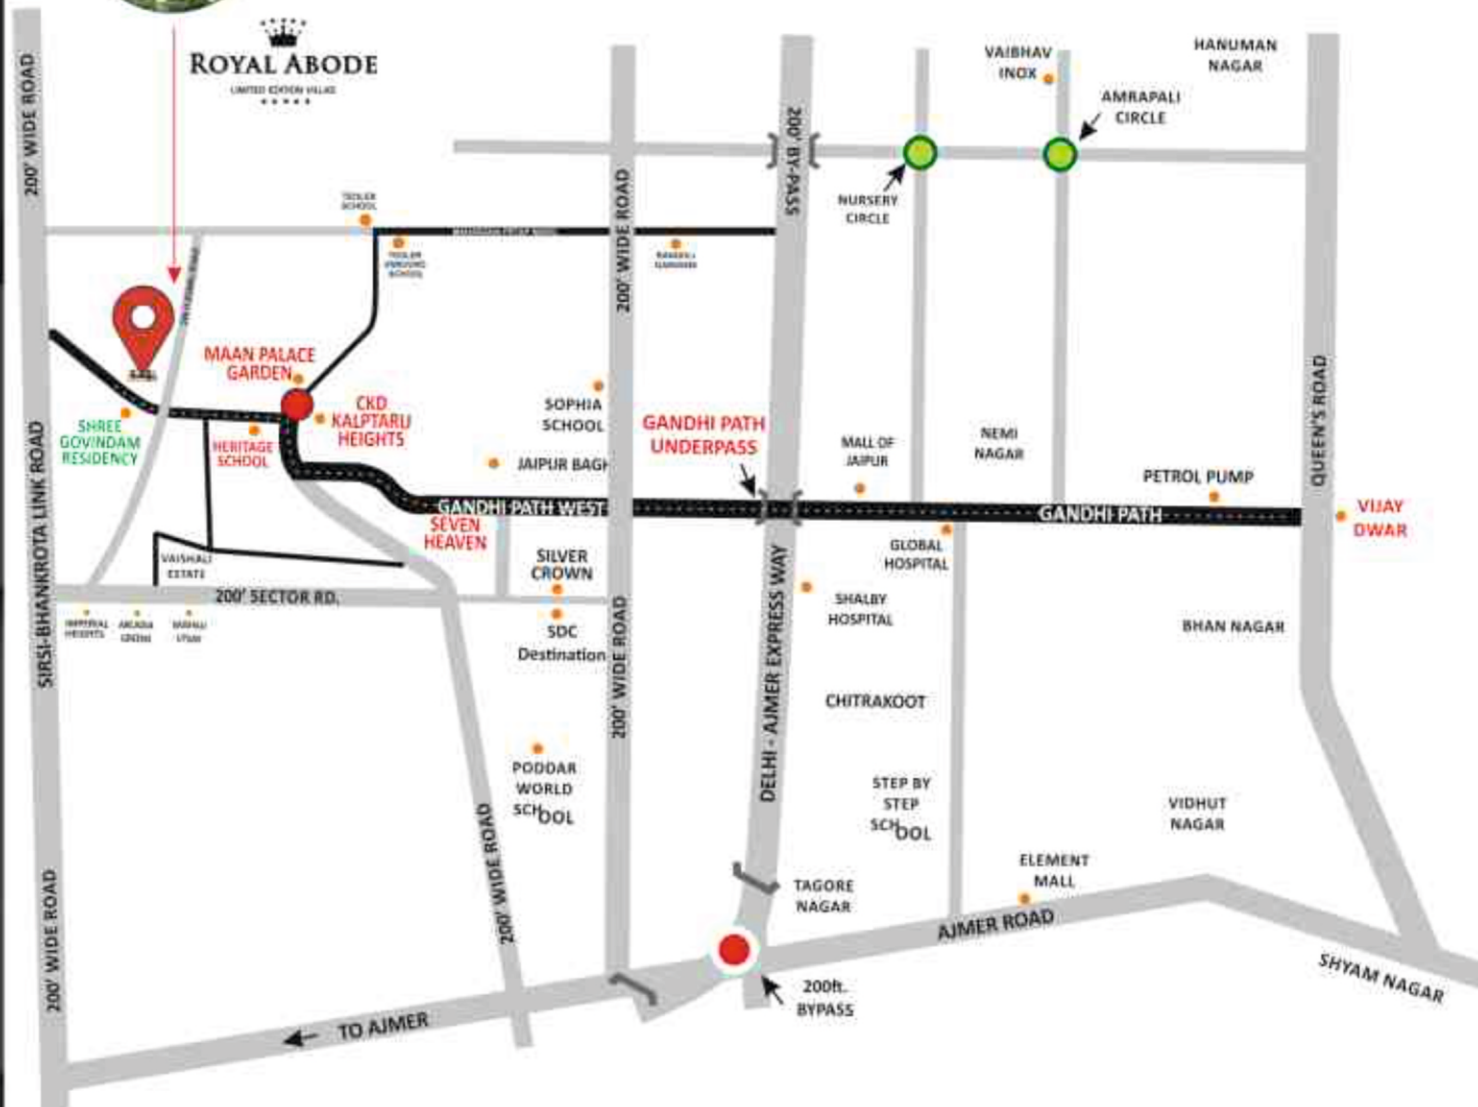 ROYAL ABODE
LIMITED EDITION VILLAS
200' WIDE ROAD
SIRSI-BHANKROTA LINK ROAD
200' WIDE ROAD
SCHOOL
SCHOOL
MAAN PALACE
GARDEN
CKD
KALPTARU
HEIGHTS
SHREE
GOVINDAM
RESIDENCY
HERITAGE
SCHOOL
VAISHALI
ESTATE
200' SECTOR RD.
IMPERIAL
HEIGHTS
200' WIDE ROAD
200' WIDE ROAD
200' WIDE ROAD
SOPHIA
SCHOOL
JAIPUR BAGH
GANDHI PATH WEST
SEVEN
HEAVEN
SILVER
CROWN
SDC
Destination
PODDAR
WORLD
SCHOOL
GANDHI PATH
UNDERPASS
200' BY-PASS
DELHI - AJMER EXPRESS WAY
VAIBHAV
INOX
HANUMAN
NAGAR
AMRAPALI
CIRCLE
NURSERY
CIRCLE
MALL OF
JAIPUR
NEMI
NAGAR
PETROL PUMP
QUEEN'S ROAD
GANDHI PATH
VIJAY
DWAR
GLOBAL
HOSPITAL
SHALBY
HOSPITAL
BHAN NAGAR
CHITRAKOOT
STEP BY
STEP
SCHOOL
VIDHUT
NAGAR
ELEMENT
MALL
TAGORE
NAGAR
AJMER ROAD
SHYAM NAGAR
200ft.
BYPASS
TO AJMER